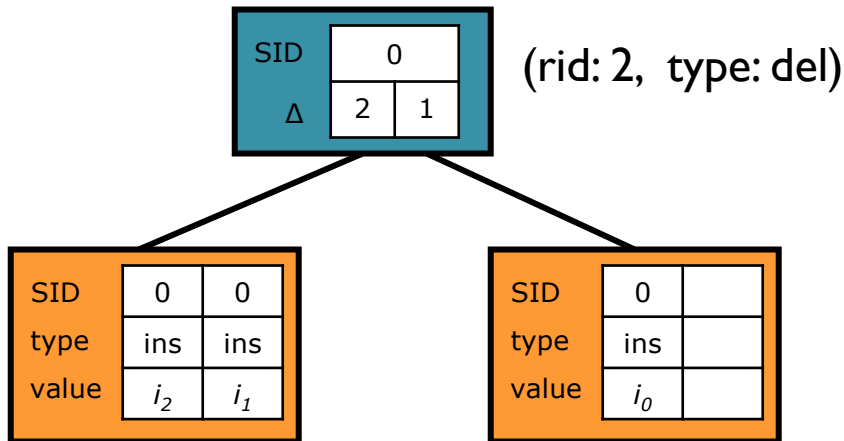 SID 0 (rid: 2, type: del)
Δ 2 1
SID 0 0
type ins ins
value i₂ i₁
SID 0
type ins
value i₀